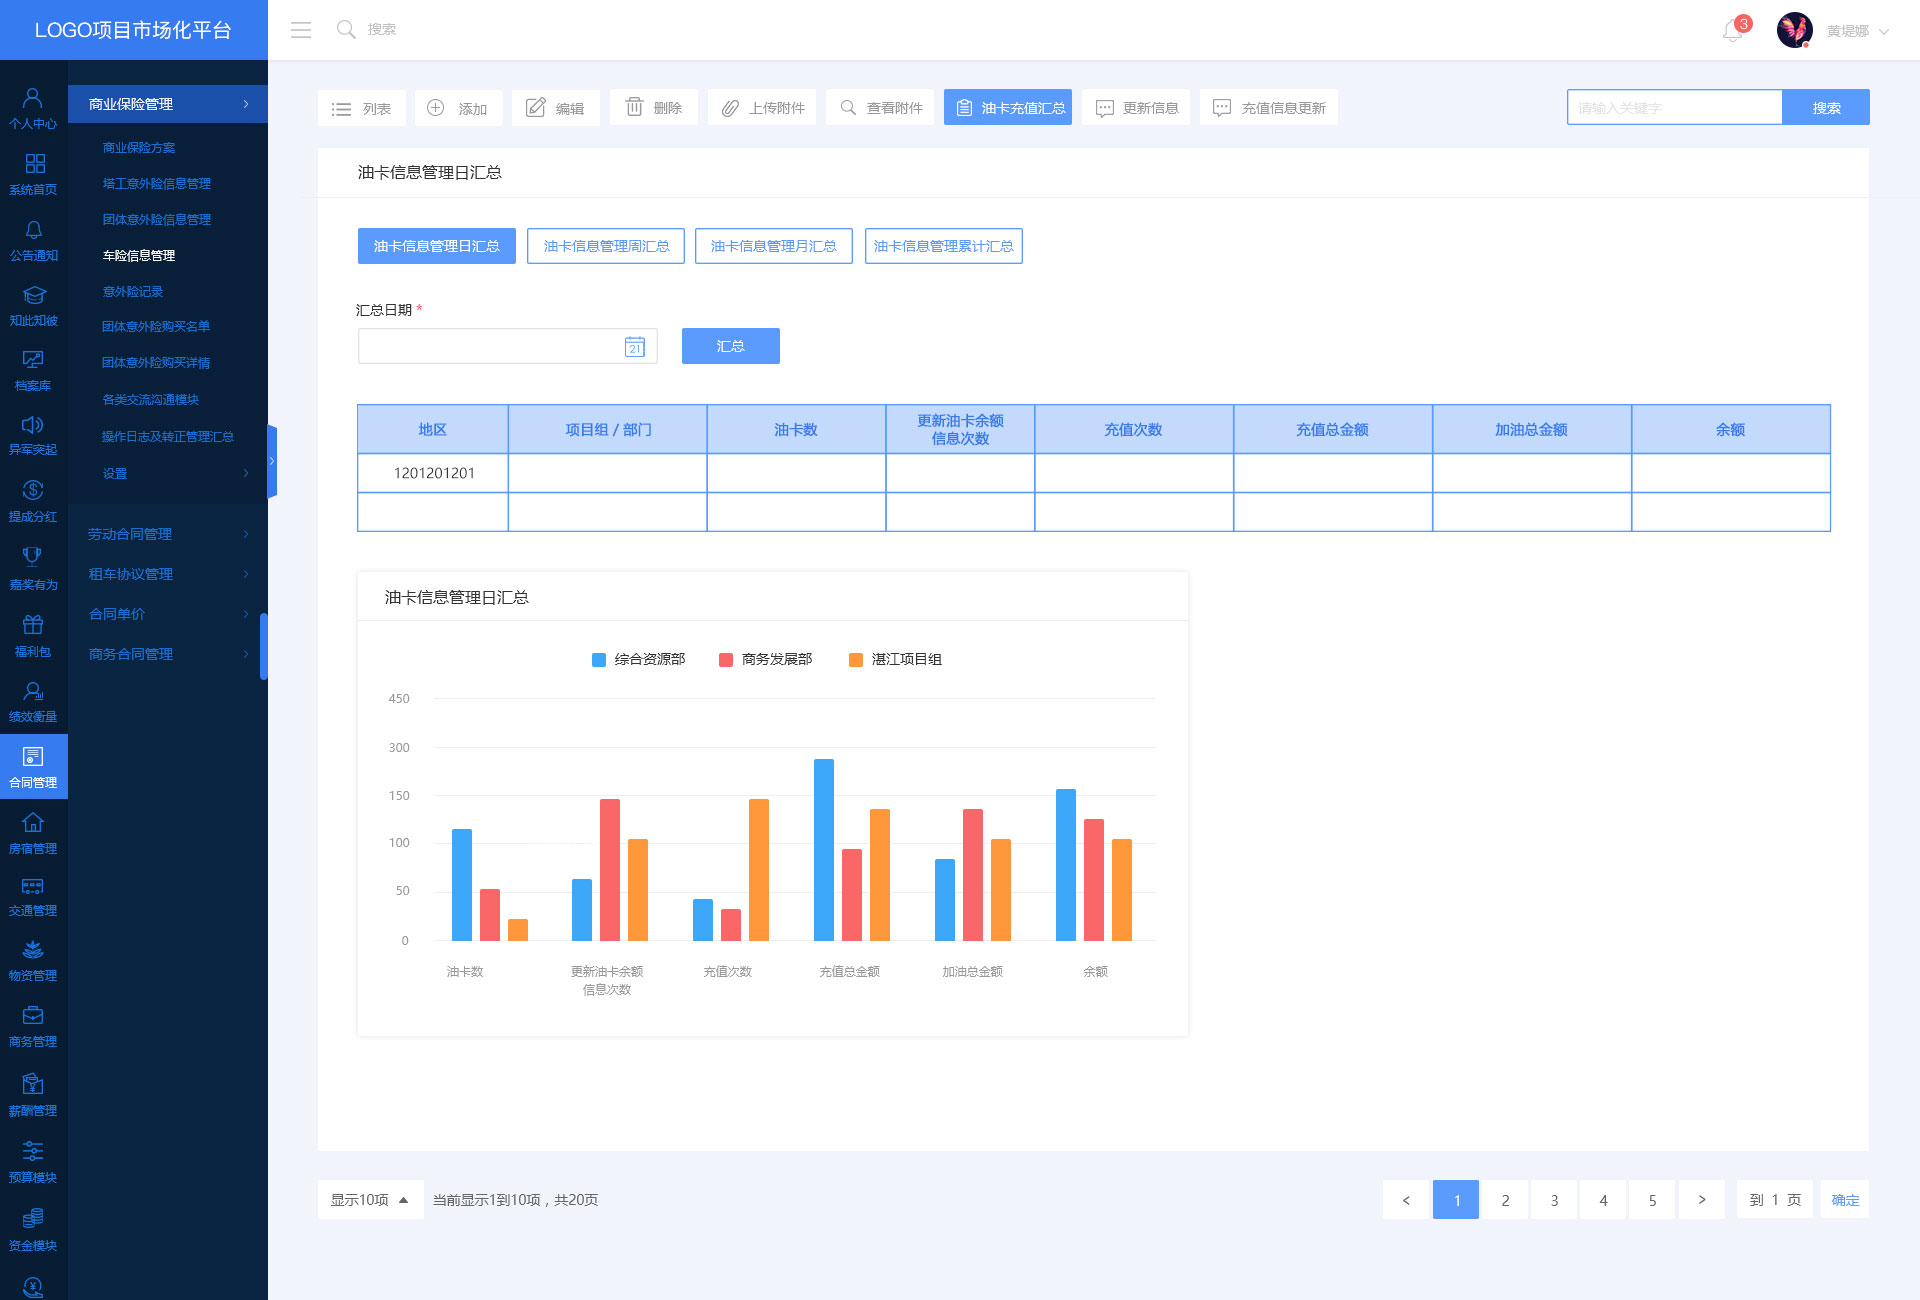 LOGO项目市场化平台
搜索
3
黄堤娜
个人中心
系统首页
公告通知
知此知彼
档案库
异军突起
提成分红
嘉奖有为
福利包
绩效衡量
合同管理
房宿管理
交通管理
物资管理
商务管理
薪酬管理
预算模块
资金模块
商业保险管理
商业保险方案
塔工意外险信息管理
团体意外险信息管理
车险信息管理
意外险记录
团体意外险购买名单
团体意外险购买详情
各类交流沟通模块
操作日志及转正管理汇总
设置
劳动合同管理
租车协议管理
合同单价
商务合同管理
列表
添加
编辑
删除
上传附件
查看附件
油卡充值汇总
更新信息
充值信息更新
请输入关键字
搜索
油卡信息管理日汇总
油卡信息管理日汇总
油卡信息管理周汇总
油卡信息管理月汇总
油卡信息管理累计汇总
汇总日期 *
21
汇总
地区
项目组 / 部门
油卡数
更新油卡余额
信息次数
充值次数
充值总金额
加油总金额
余额
1201201201
油卡信息管理日汇总
综合资源部
商务发展部
湛江项目组
450
300
150
100
50
0
油卡数
更新油卡余额
信息次数
充值次数
充值总金额
加油总金额
余额
显示10项
当前显示1到10项，共20页
< 1 2 3 4 5 >
到 1 页
确定